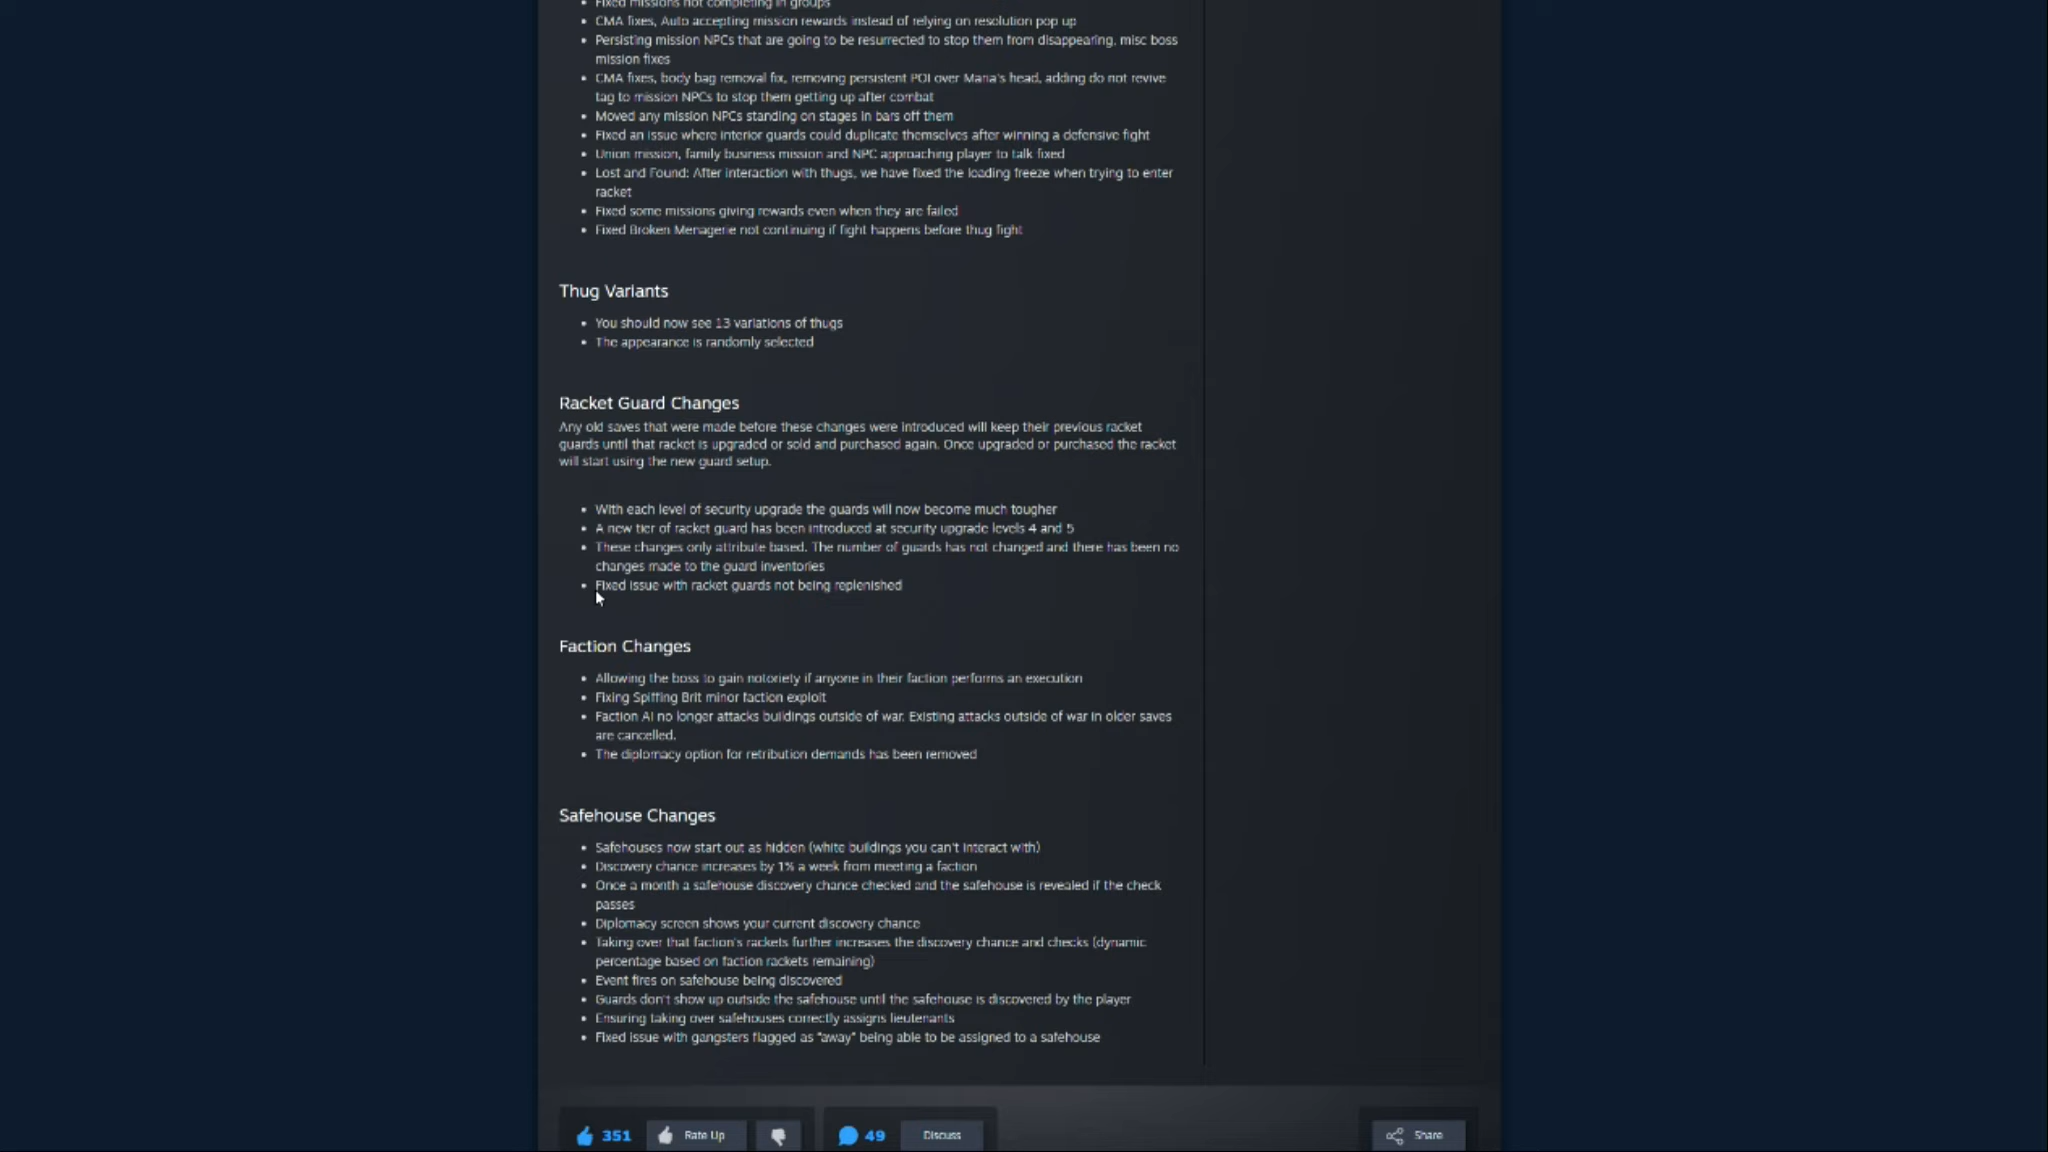 Fixed missions not completing in groups
CMA fixes, Auto accepting mission rewards instead of relying on resolution pop up
Persisting mission NPCs that are going to be resurrected to stop them from disappearing, misc boss
mission fixes
CMA fixes, body bag removal fix, removing persistent POI over Maria's head, adding do not revive
tag to mission NPCs to stop them getting up after combat
Moved any mission NPCs standing on stages in bars off them
Fixed an issue where interior guards could duplicate themselves after winning a defensive fight
Union mission, family business mission and NPC approaching player to talk fixed
Lost and Found: After interaction with thugs, we have fixed the loading freeze when trying to enter
racket
Fixed some missions giving rewards even when they are failed
Fixed Broken Menagerie not continuing if fight happens before thug fight
Thug Variants
You should now see 13 variations of thugs
The appearance is randomly selected
Racket Guard Changes
Any old saves that were made before these changes were introduced will keep their previous racket
guards until that racket is upgraded or sold and purchased again. Once upgraded or purchased the racket
will start using the new guard setup.
With each level of security upgrade the guards will now become much tougher
A new tier of racket guard has been introduced at security upgrade levels 4 and 5
These changes only attribute based. The number of guards has not changed and there has been no
changes made to the guard inventories
Fixed issue with racket guards not being replenished
Faction Changes
Allowing the boss to gain notoriety if anyone in their faction performs an execution
Fixing Spiffing Brit minor faction exploit
Faction AI no longer attacks buildings outside of war. Existing attacks outside of war in older saves
are cancelled.
The diplomacy option for retribution demands has been removed
Safehouse Changes
Safehouses now start out as hidden (white buildings you can't interact with)
Discovery chance increases by 1% a week from meeting a faction
Once a month a safehouse discovery chance checked and the safehouse is revealed if the check
passes
Diplomacy screen shows your current discovery chance
Taking over that faction's rackets further increases the discovery chance and checks (dynamic
percentage based on faction rackets remaining)
Event fires on safehouse being discovered
Guards don't show up outside the safehouse until the safehouse is discovered by the player
Ensuring taking over safehouses correctly assigns lieutenants
Fixed issue with gangsters flagged as "away" being able to be assigned to a safehouse
351 Rate Up 49 Discuss Share